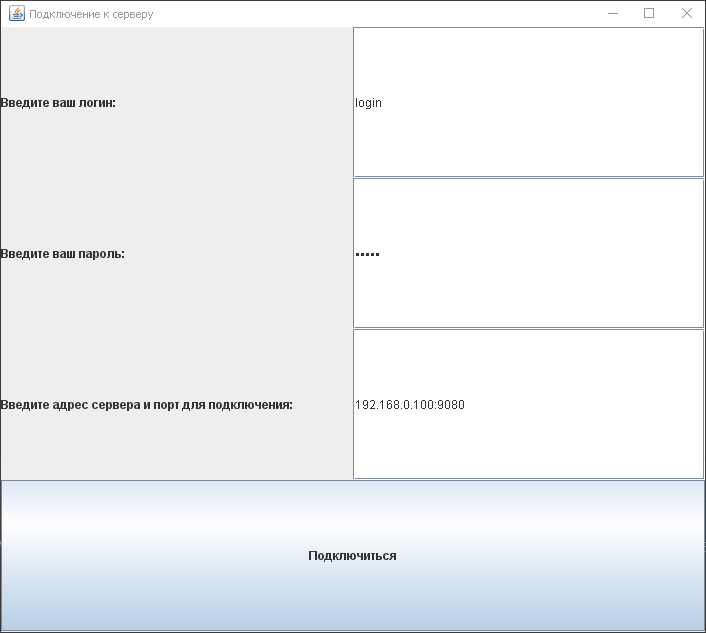 Подключение к серверу
Введите ваш логин:
login
Введите ваш пароль:
•••••
Введите адрес сервера и порт для подключения:
192.168.0.100:9080
Подключиться